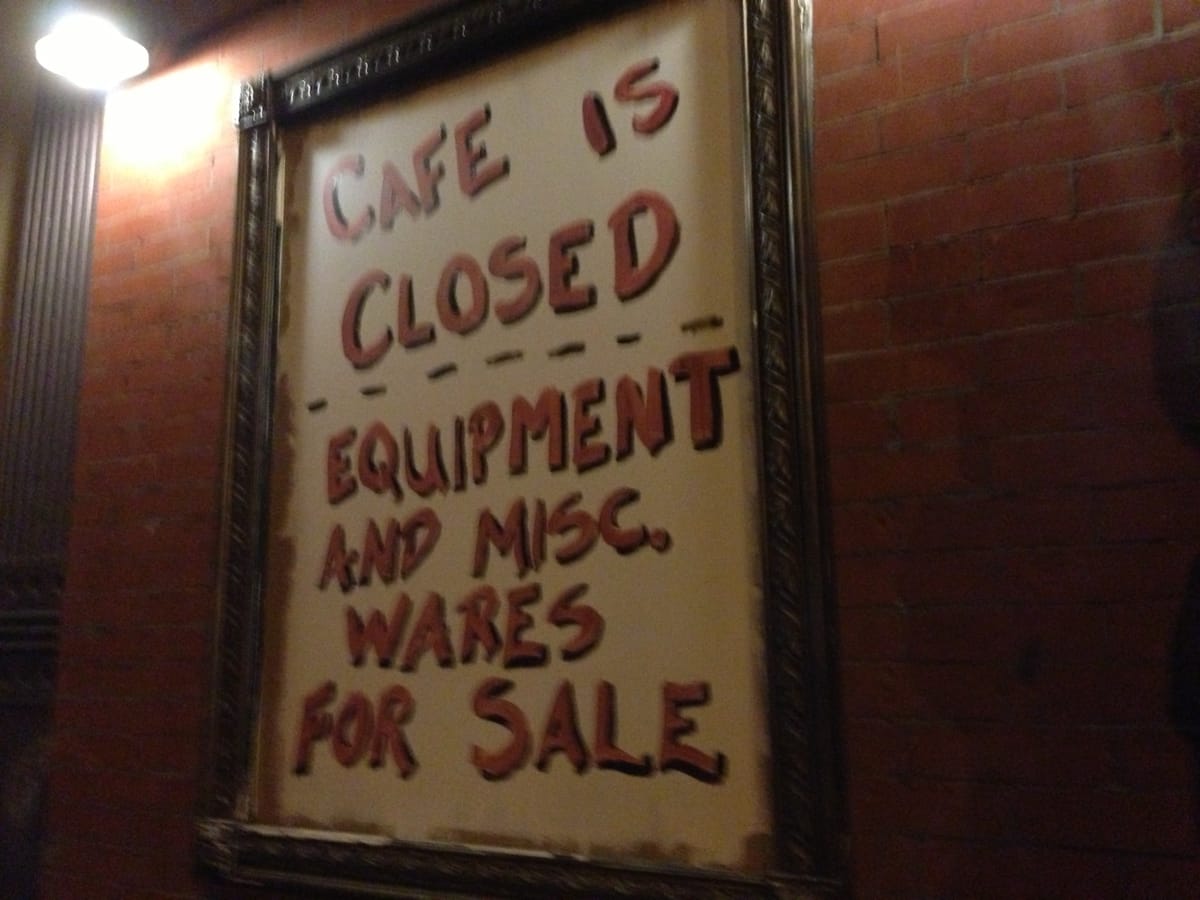 CAFE IS
CLOSED
EQUIPMENT
AND MISC.
WARES
FOR SALE